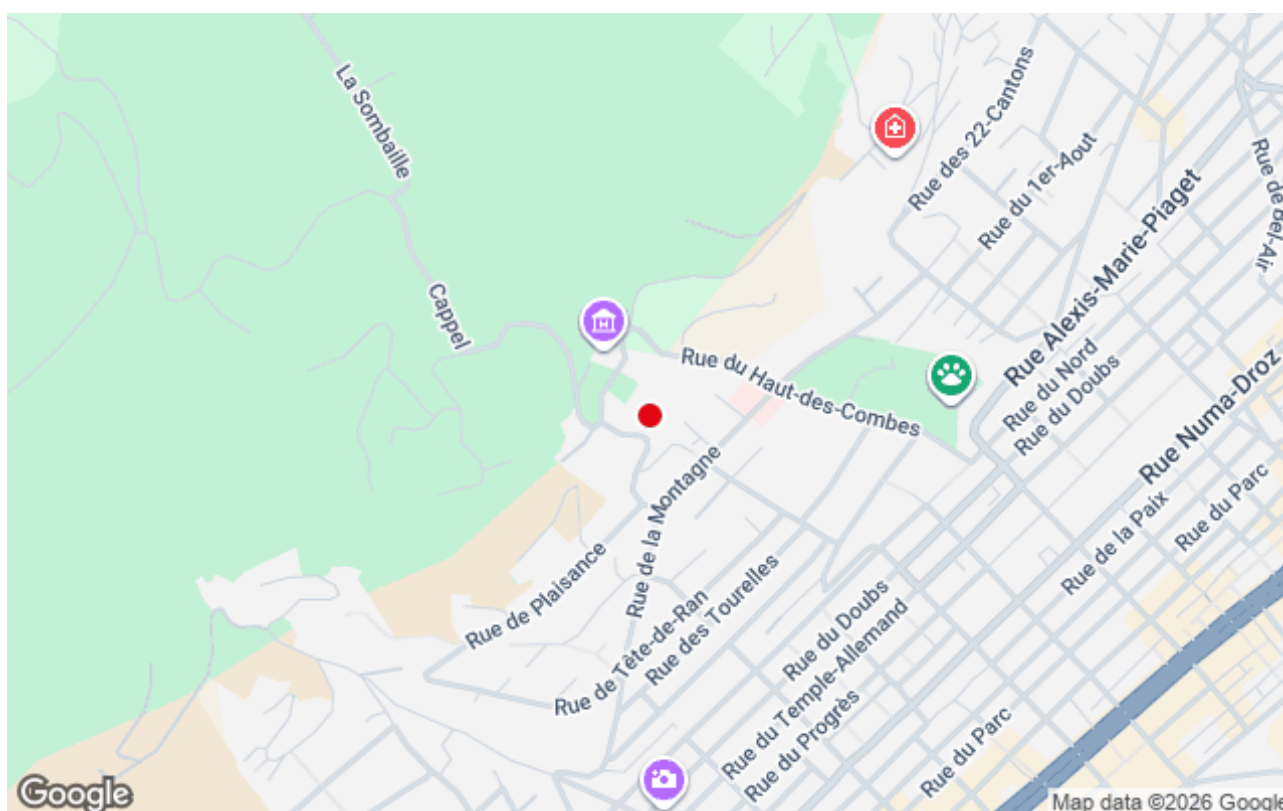 La Sombaille
Rue des 22-Cantons
Rue du 1er-Aout
Rue de Bel-Air
Rue Alexis-Marie-Piaget
Cappel
Rue du Haut-des-Combes
Rue du Nord
Rue du Doubs
Rue Numa-Droz
Rue du Parc
Rue de la Paix
Rue de la Montagne
Rue de Plaisance
Rue de Tête-de-Ran
Rue des Tourelles
Rue du Doubs
Rue du Temple-Allemand
Rue du Progrès
Rue du Parc
H
Google
Map data ©2026 Google